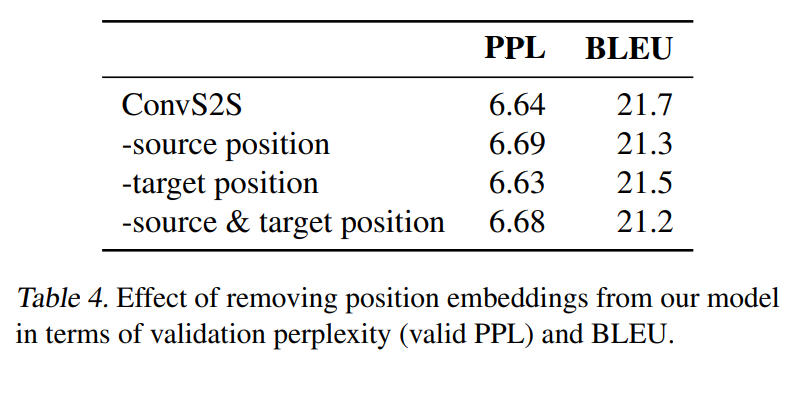 PPL BLEU
ConvS2S 6.64 21.7
-source position 6.69 21.3
-target position 6.63 21.5
-source & target position 6.68 21.2
Table 4. Effect of removing position embeddings from our model
in terms of validation perplexity (valid PPL) and BLEU.